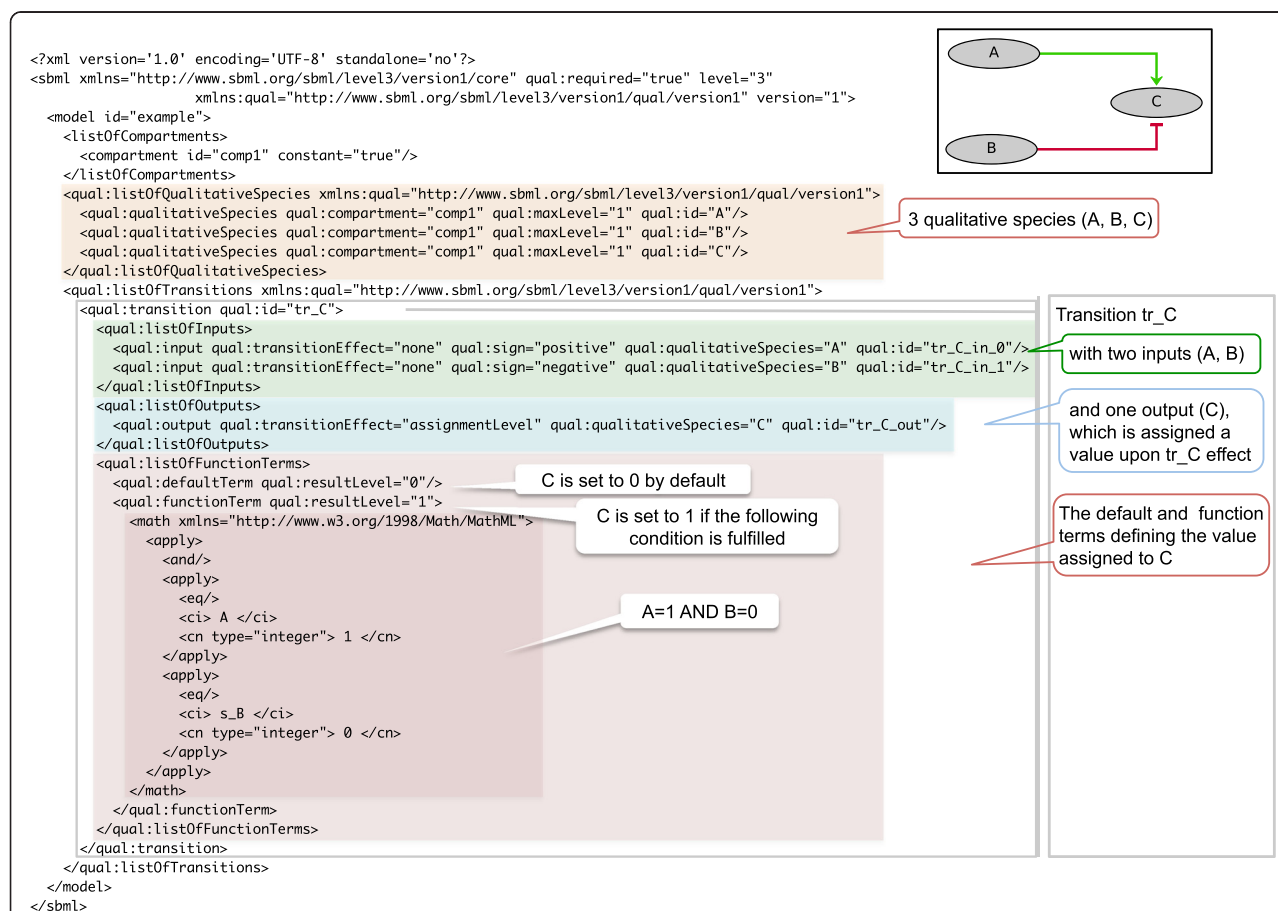 <?xml version='1.0' encoding='UTF-8' standalone='no'?>
<sbml xmlns="http://www.sbml.org/sbml/level3/version1/core" qual:required="true" level="3"
xmlns:qual="http://www.sbml.org/sbml/level3/version1/qual/version1" version="1">
<model id="example">
<listOfCompartments>
<compartment id="comp1" constant="true"/>
</listOfCompartments>
<qual:listOfQualitativeSpecies xmlns:qual="http://www.sbml.org/sbml/level3/version1/qual/version1">
<qual:qualitativeSpecies qual:compartment="comp1" qual:maxLevel="1" qual:id="A"/>
<qual:qualitativeSpecies qual:compartment="comp1" qual:maxLevel="1" qual:id="B"/>
<qual:qualitativeSpecies qual:compartment="comp1" qual:maxLevel="1" qual:id="C"/>
</qual:listOfQualitativeSpecies>
<qual:listOfTransitions xmlns:qual="http://www.sbml.org/sbml/level3/version1/qual/version1">
<qual:transition qual:id="tr_C">
<qual:listOfInputs>
<qual:input qual:transitionEffect="none" qual:sign="positive" qual:qualitativeSpecies="A" qual:id="tr_C_in_0"/>
<qual:input qual:transitionEffect="none" qual:sign="negative" qual:qualitativeSpecies="B" qual:id="tr_C_in_1"/>
</qual:listOfInputs>
<qual:listOfOutputs>
<qual:output qual:transitionEffect="assignmentLevel" qual:qualitativeSpecies="C" qual:id="tr_C_out"/>
</qual:listOfOutputs>
<qual:listOfFunctionTerms>
<qual:defaultTerm qual:resultLevel="0"/>
<qual:functionTerm qual:resultLevel="1">
<math xmlns="http://www.w3.org/1998/Math/MathML">
<apply>
<and/>
<apply>
<eq/>
<ci> A </ci>
<cn type="integer"> 1 </cn>
</apply>
<apply>
<eq/>
<ci> s_B </ci>
<cn type="integer"> 0 </cn>
</apply>
</apply>
</math>
</qual:functionTerm>
</qual:listOfFunctionTerms>
</qual:transition>
</qual:listOfTransitions>
</model>
</sbml>
A
C
B
3 qualitative species (A, B, C)
Transition tr_C
with two inputs (A, B)
and one output (C),
which is assigned a
value upon tr_C effect
C is set to 0 by default
C is set to 1 if the following
condition is fulfilled
The default and function
terms defining the value
assigned to C
A=1 AND B=0